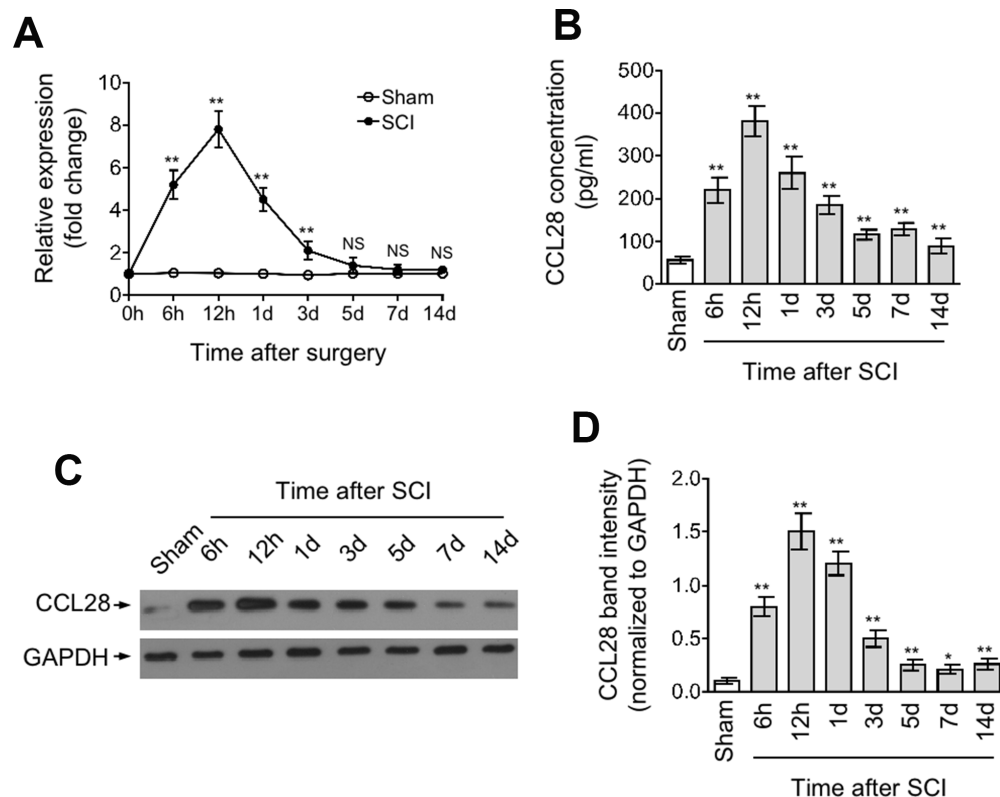 A
Relative expression
(fold change)
10
8
6
4
2
0
**
**
**
**
NS
NS
NS
Sham
SCI
0h 6h 12h 1d 3d 5d 7d 14d
Time after surgery
B
CCL28 concentration
(pg/ml)
500
400
300
200
100
0
**
**
**
**
**
**
**
Sham 6h 12h 1d 3d 5d 7d 14d
Time after SCI
C
Time after SCI
Sham 6h 12h 1d 3d 5d 7d 14d
CCL28
GAPDH
D
CCL28 band intensity
(normalized to GAPDH)
2.0
1.5
1.0
0.5
0.0
**
**
**
**
**
*
**
Sham 6h 12h 1d 3d 5d 7d 14d
Time after SCI